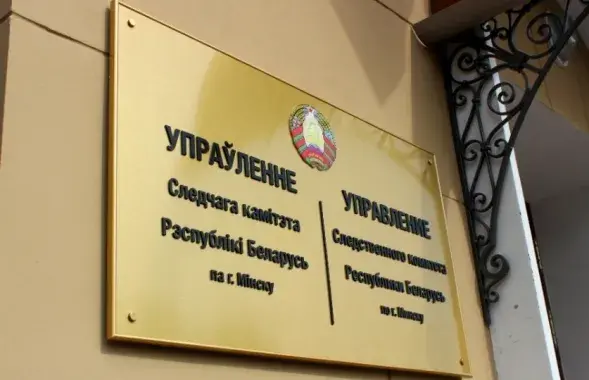 УПРАЎЛЕННЕ
Следчага камітэта
Рэспублікі Беларусь
па г. Мінску
УПРАВЛЕНИЕ
Следственного комитета
Республики Беларусь
по г. Минску